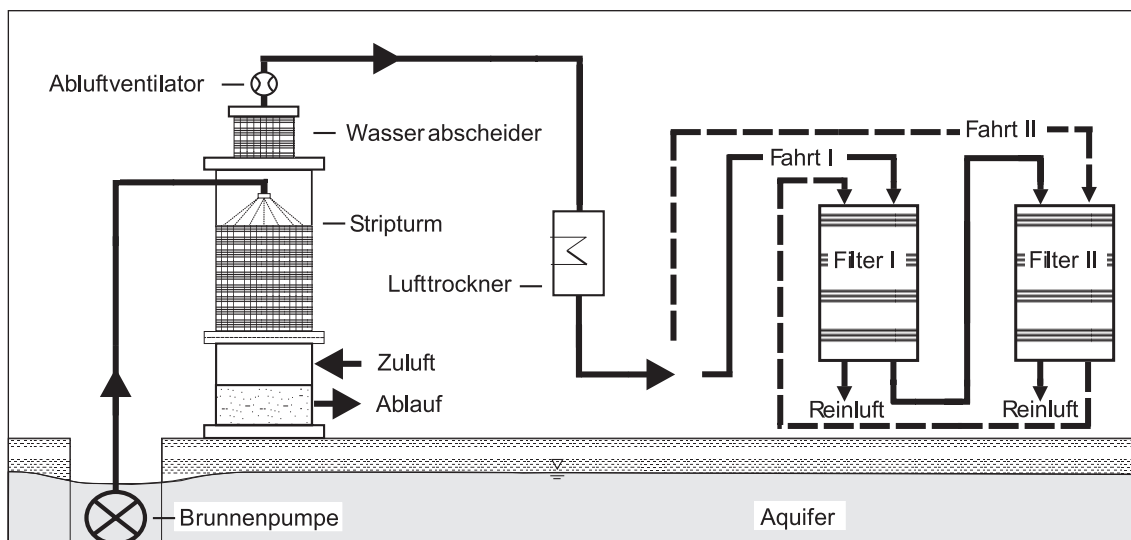 Abluftventilator
Wasserabscheider
Fahrt II
Fahrt I
Stripturm
Filter I
Filter II
Lufttrockner
Zuluft
Ablauf
Reinluft
Reinluft
Brunnenpumpe
Aquifer